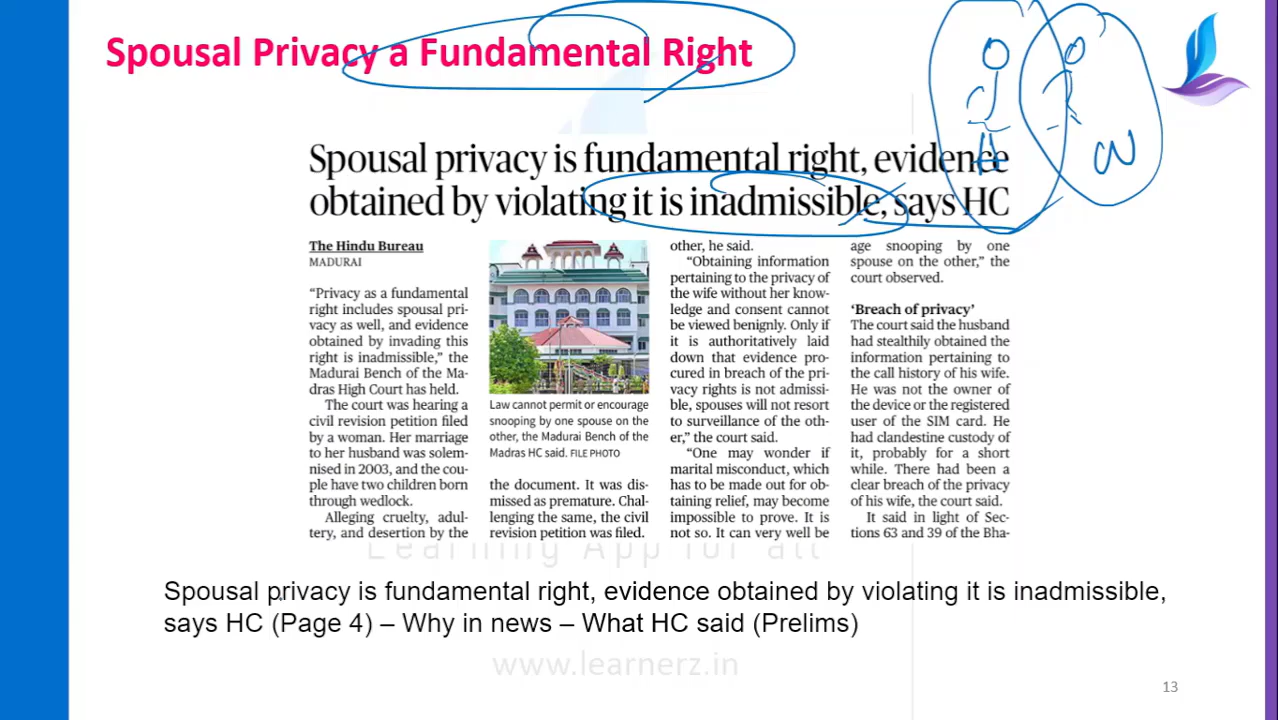 Spousal Privacy a Fundamental Right
H
W
Spousal privacy is fundamental right, evidence
obtained by violating it is inadmissible, says HC
The Hindu Bureau
MADURAI
“Privacy as a fundamental
right includes spousal pri-
vacy as well, and evidence
obtained by invading this
right is inadmissible,” the
Madurai Bench of the Ma-
dras High Court has held.
The court was hearing a
civil revision petition filed
by a woman. Her marriage
to her husband was solem-
nised in 2003, and the cou-
ple have two children born
through wedlock.
Alleging cruelty, adul-
tery, and desertion by the
Law cannot permit or encourage
snooping by one spouse on the
other, the Madurai Bench of the
Madras HC said. FILE PHOTO
the document. It was dis-
missed as premature. Chal-
lenging the same, the civil
revision petition was filed.
other, he said.
“Obtaining information
pertaining to the privacy of
the wife without her know-
ledge and consent cannot
be viewed benignly. Only if
it is authoritatively laid
down that evidence pro-
cured in breach of the pri-
vacy rights is not admissi-
ble, spouses will not resort
to surveillance of the oth-
er,” the court said.
“One may wonder if
marital misconduct, which
has to be made out for ob-
taining relief, may become
impossible to prove. It is
not so. It can very well be
age snooping by one
spouse on the other,” the
court observed.
‘Breach of privacy’
The court said the husband
had stealthily obtained the
information pertaining to
the call history of his wife.
He was not the owner of
the device or the registered
user of the SIM card. He
had clandestine custody of
it, probably for a short
while. There had been a
clear breach of the privacy
of his wife, the court said.
It said in light of Sec-
tions 63 and 39 of the Bha-
Learning App for all
Spousal privacy is fundamental right, evidence obtained by violating it is inadmissible,
says HC (Page 4) – Why in news – What HC said (Prelims)
www.learnerz.in
13